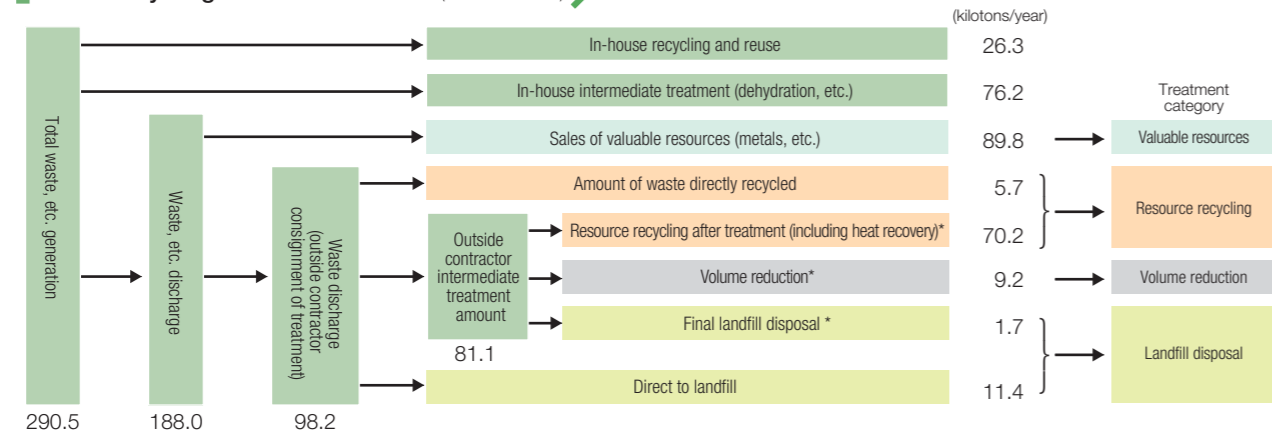 (kilotons/year)
In-house recycling and reuse
26.3
In-house intermediate treatment (dehydration, etc.)
76.2
Treatment
category
Total waste, etc. generation
Waste, etc. discharge
Sales of valuable resources (metals, etc.)
89.8
Valuable resources
Waste discharge
(outside contractor
consignment of treatment)
Amount of waste directly recycled
5.7
Resource recycling
Outside
contractor
intermediate
treatment
amount
Resource recycling after treatment (including heat recovery)*
70.2
Volume reduction*
9.2
Volume reduction
Final landfill disposal *
1.7
81.1
Landfill disposal
Direct to landfill
11.4
290.5
188.0
98.2